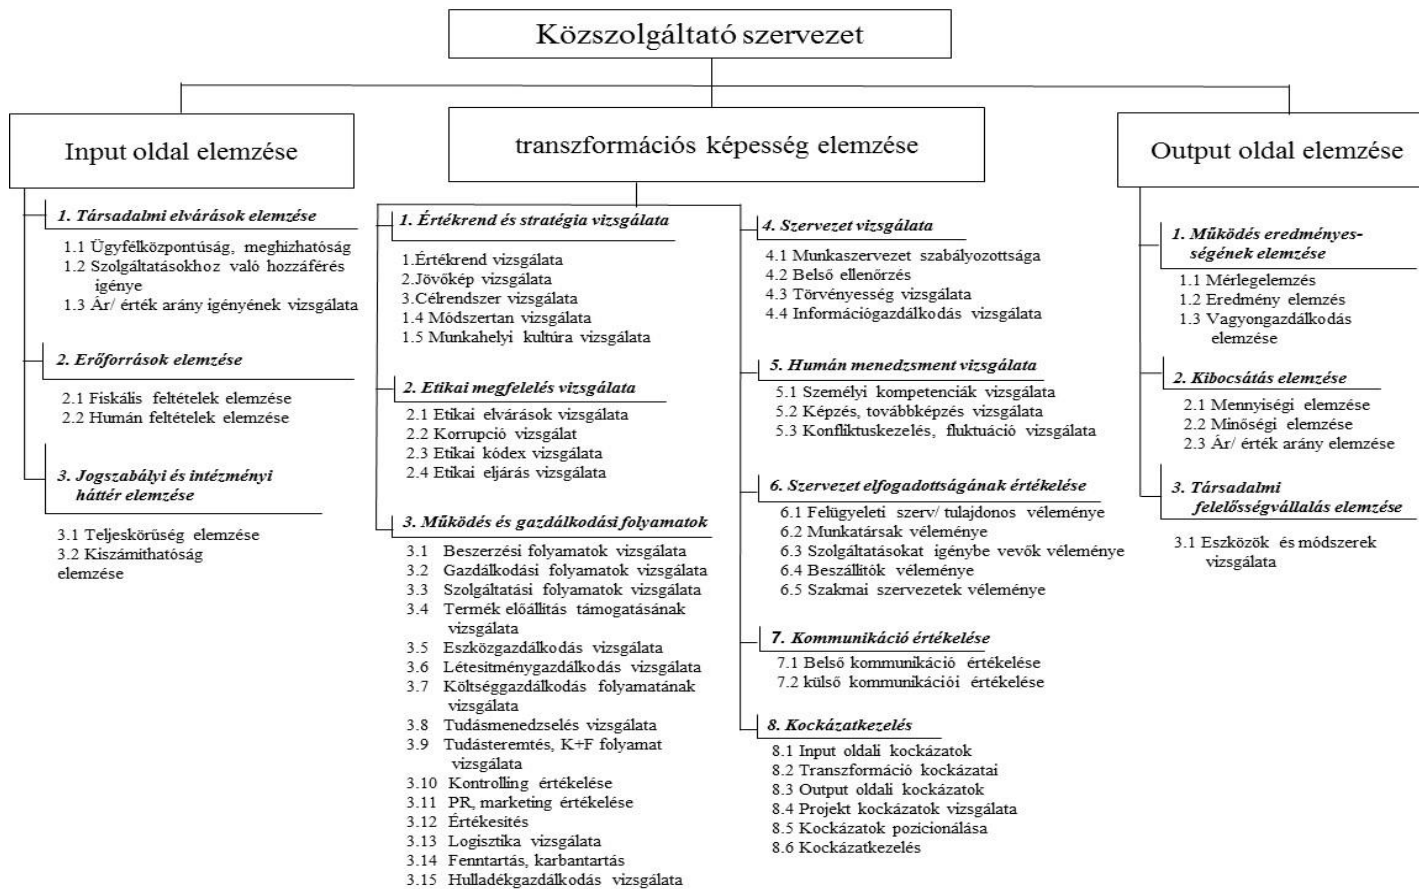 Közszolgáltató szervezet
Input oldal elemzése
1. Társadalmi elvárások elemzése
1.1 Ügyfélközpontúság, meghizhatóság
1.2 Szolgáltatásokhoz való hozzáférés
igénye
1.3 Ár/ érték arány igényének vizsgálata
2. Erőforrások elemzése
2.1 Fiskális feltételek elemzése
2.2 Humán feltételek elemzése
3. Jogszabályi és intézményi
háttér elemzése
3.1 Teljeskörűség elemzése
3.2 Kiszámíthatóság
elemzése
transzformációs képesség elemzése
1. Értékrend és stratégia vizsgálata
1.Értékrend vizsgálata
2.Jövőkép vizsgálata
3.Célrendszer vizsgálata
1.4 Módszertan vizsgálata
1.5 Munkahelyi kultúra vizsgálata
2. Etikai megfelelés vizsgálata
2.1 Etikai elvárások vizsgálata
2.2 Korrupció vizsgálat
2.3 Etikai kódex vizsgálata
2.4 Etikai eljárás vizsgálata
3. Működés és gazdálkodási folyamatok
3.1 Beszerzési folyamatok vizsgálata
3.2 Gazdálkodási folyamatok vizsgálata
3.3 Szolgáltatási folyamatok vizsgálata
3.4 Termék előállítás támogatásának
vizsgálata
3.5 Eszközgazdálkodás vizsgálata
3.6 Létesítménygazdálkodás vizsgálata
3.7 Költséggazdálkodás folyamatának
vizsgálata
3.8 Tudásmenedzselés vizsgálata
3.9 Tudásteremtés, K+F folyamat
vizsgálata
3.10 Kontrolling értékelése
3.11 PR, marketing értékelése
3.12 Értékesítés
3.13 Logisztika vizsgálata
3.14 Fenntartás, karbantartás
3.15 Hulladékgazdálkodás vizsgálata
4. Szervezet vizsgálata
4.1 Munkaszervezet szabályozottsága
4.2 Belső ellenőrzés
4.3 Törvényesség vizsgálata
4.4 Információgazdálkodás vizsgálata
5. Humán menedzsment vizsgálata
5.1 Személyi kompetenciák vizsgálata
5.2 Képzés, továbbképzés vizsgálata
5.3 Konfliktuskezelés, fluktuáció vizsgálata
6. Szervezet elfogadottságának értékelése
6.1 Felügyeleti szerv/ tulajdonos véleménye
6.2 Munkatársak véleménye
6.3 Szolgáltatásokat igénybe vevők véleménye
6.4 Beszállítók véleménye
6.5 Szakmai szervezetek véleménye
7. Kommunikáció értékelése
7.1 Belső kommunikáció értékelése
7.2 külső kommunikációi értékelése
8. Kockázatkezelés
8.1 Input oldali kockázatok
8.2 Transzformáció kockázatai
8.3 Output oldali kockázatok
8.4 Projekt kockázatok vizsgálata
8.5 Kockázatok pozicionálása
8.6 Kockázatkezelés
Output oldal elemzése
1. Működés eredményes-
ségének elemzése
1.1 Mérlegelemzés
1.2 Eredmény elemzés
1.3 Vagyongazdálkodás
elemzése
2. Kibocsátás elemzése
2.1 Mennyiségi elemzése
2.2 Minőségi elemzése
2.3 Ár/ érték arány elemzése
3. Társadalmi
felelősségvállalás elemzése
3.1 Eszközök és módszerek
vizsgálata